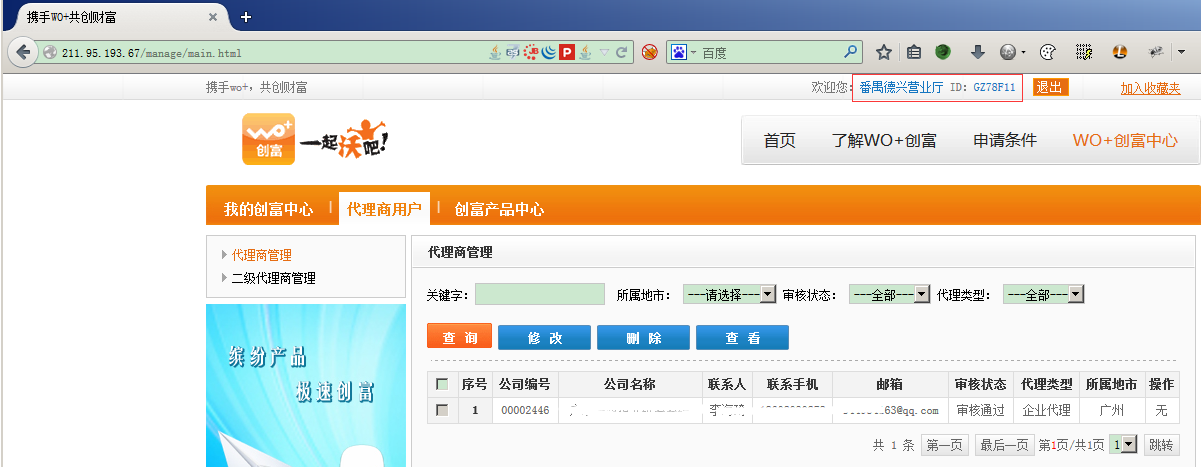 携手WO+共创财富
211.95.193.67/manage/main.html 百度
携手wo+，共创财富 欢迎您: 番禺德兴营业厅 ID: GZ78F11 退出 加入收藏夹
wo+ 创富 一起沃吧! 首页 了解WO+创富 申请条件 WO+创富中心
我的创富中心 代理商用户 创富产品中心
代理商管理
二级代理商管理
缤纷产品
极速创富
代理商管理
关键字: 所属地市: ---请选择--- 审核状态: ---全部--- 代理类型: ---全部---
查 询 修 改 删 除 查 看
序号 公司编号 公司名称 联系人 联系手机 邮箱 审核状态 代理类型 所属地市 操作
1 00002446 63@qq.com 审核通过 企业代理 广州 无
共 1 条 第一页 最后一页 第1页/共1页 1 跳转